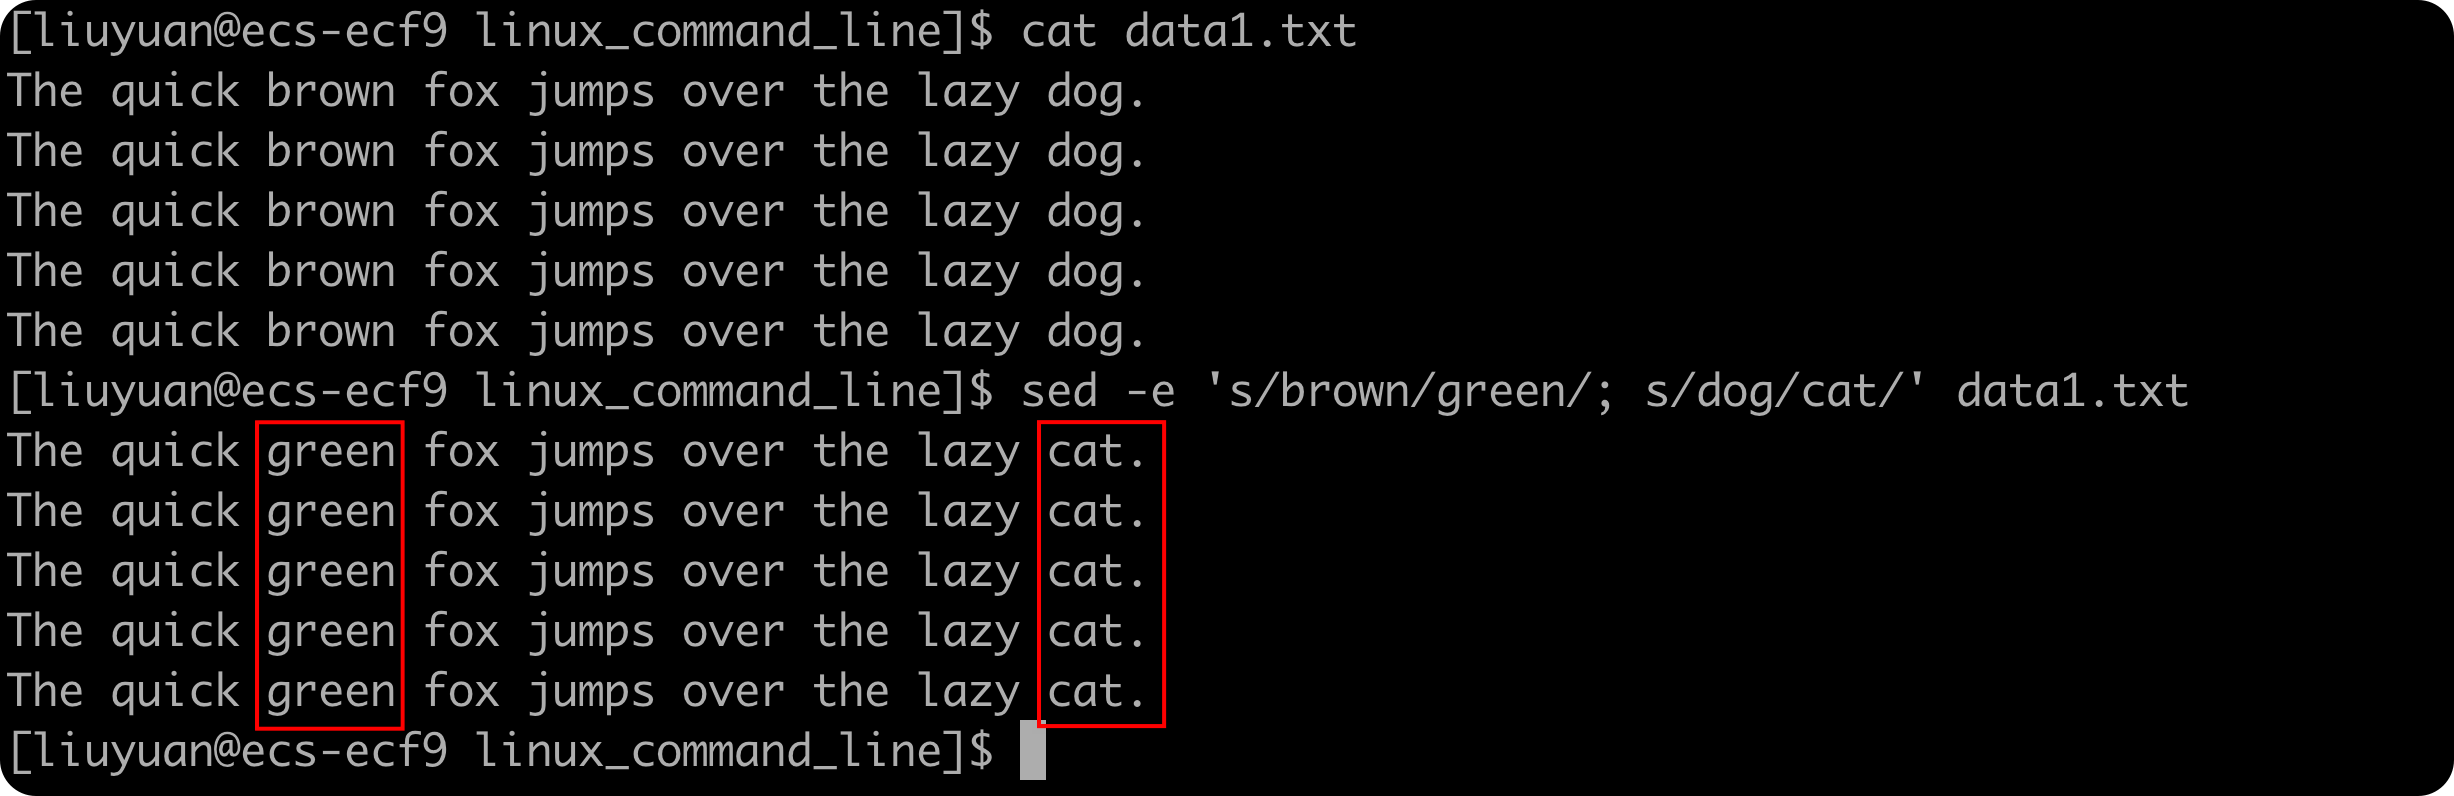 [liuyuan@ecs-ecf9 linux_command_line]$ cat data1.txt
The quick brown fox jumps over the lazy dog.
The quick brown fox jumps over the lazy dog.
The quick brown fox jumps over the lazy dog.
The quick brown fox jumps over the lazy dog.
The quick brown fox jumps over the lazy dog.
[liuyuan@ecs-ecf9 linux_command_line]$ sed -e 's/brown/green/; s/dog/cat/' data1.txt
The quick green fox jumps over the lazy cat.
The quick green fox jumps over the lazy cat.
The quick green fox jumps over the lazy cat.
The quick green fox jumps over the lazy cat.
The quick green fox jumps over the lazy cat.
[liuyuan@ecs-ecf9 linux_command_line]$